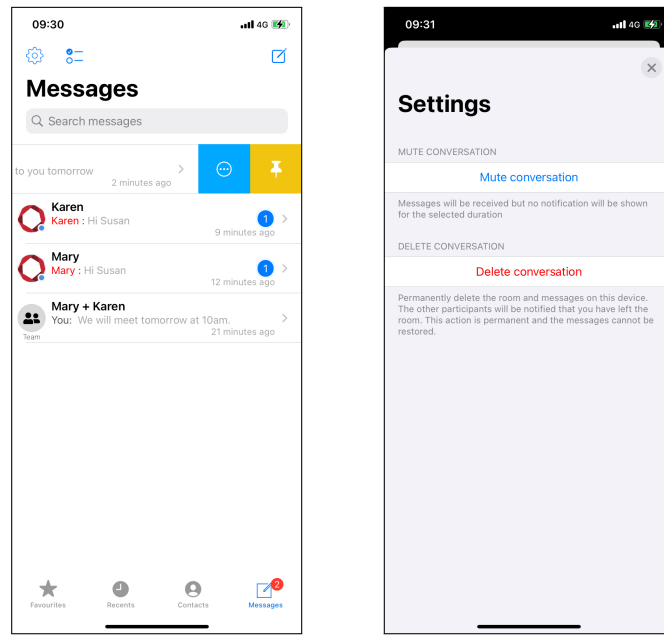 09:30
4G
Messages
Search messages
to you tomorrow
2 minutes ago
Karen
Karen : Hi Susan
1
9 minutes ago
Mary
Mary : Hi Susan
1
12 minutes ago
Mary + Karen
You: We will meet tomorrow at 10am.
21 minutes ago
Team
2
Favourites
Recents
Contacts
Messages
09:31
4G
Settings
MUTE CONVERSATION
Mute conversation
Messages will be received but no notification will be shown
for the selected duration
DELETE CONVERSATION
Delete conversation
Permanently delete the room and messages on this device.
The other participants will be notified that you have left the
room. This action is permanent and the messages cannot be
restored.